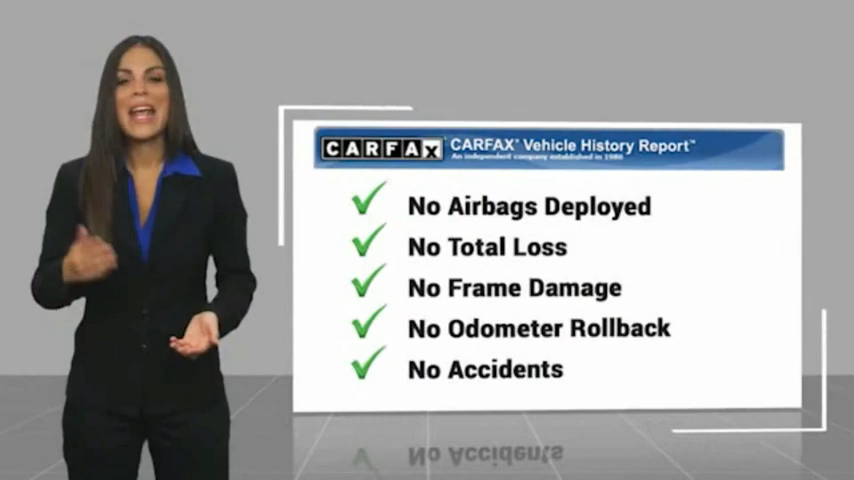 CARFAX CARFAX® Vehicle History Report™
An independent company established in 1986
No Airbags Deployed
No Total Loss
No Frame Damage
No Odometer Rollback
No Accidents
No Accidents